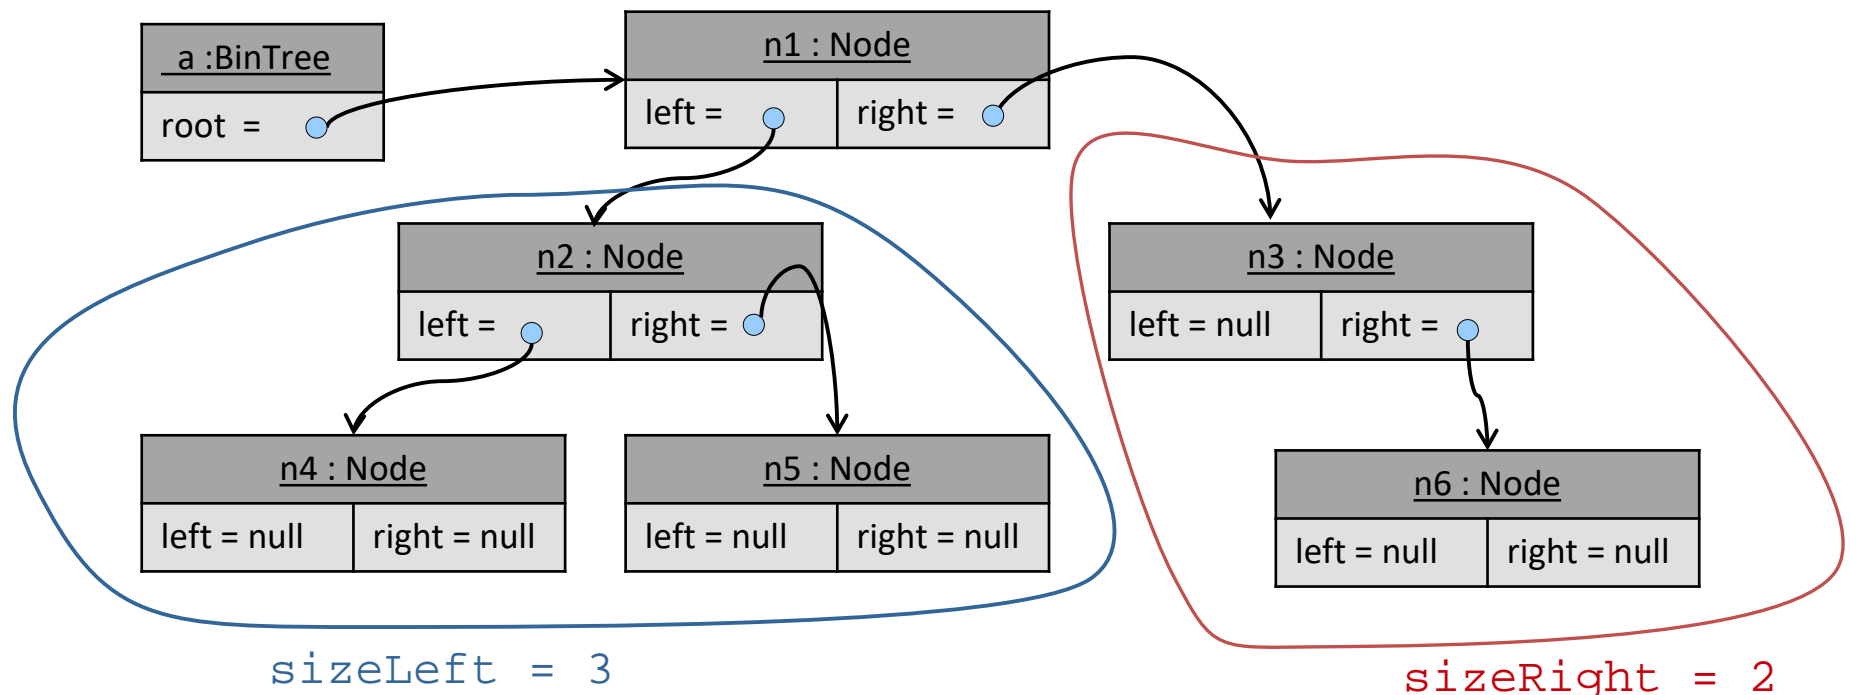 a :BinTree
root =
n1 : Node
left =
right =
n2 : Node
left =
right =
n3 : Node
left = null
right =
n4 : Node
left = null
right = null
n5 : Node
left = null
right = null
n6 : Node
left = null
right = null
sizeLeft = 3
sizeRight = 2